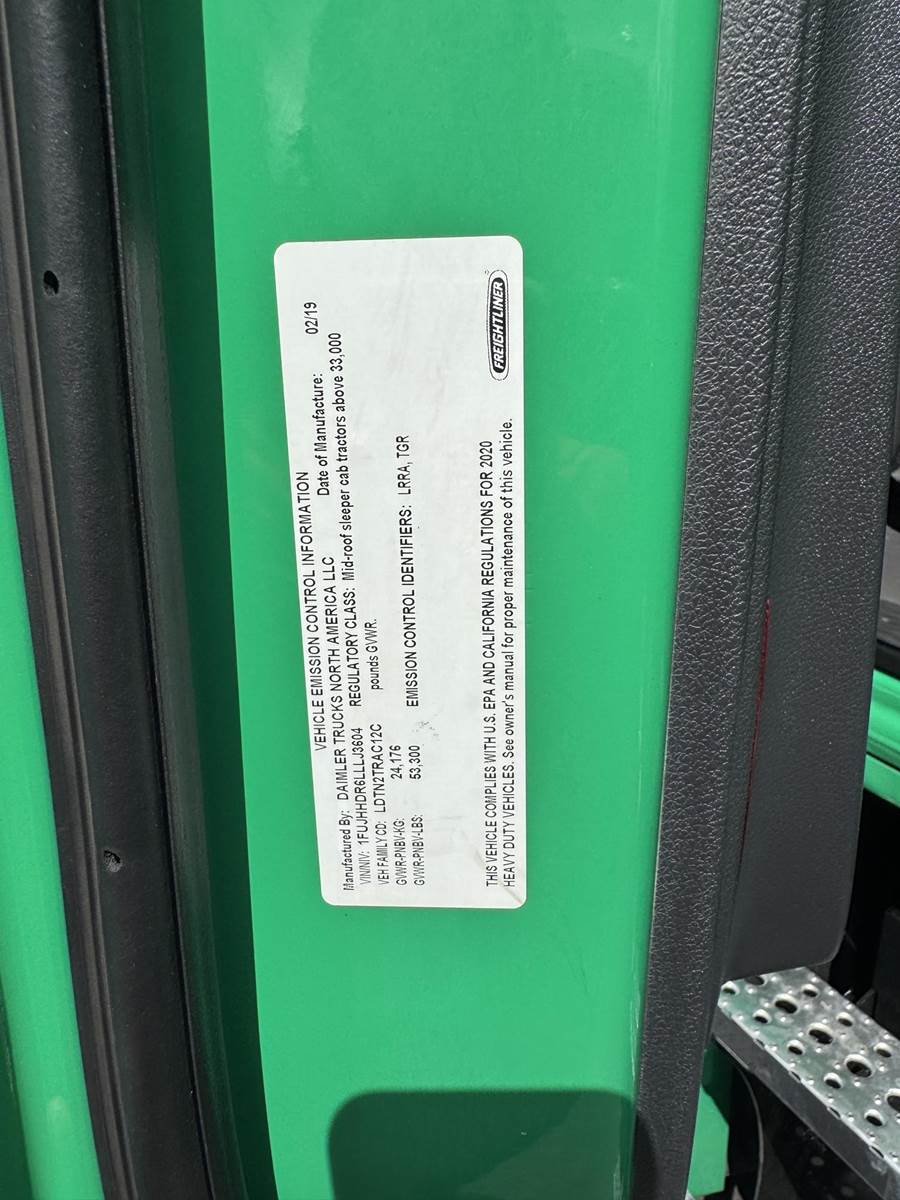 VEHICLE EMISSION CONTROL INFORMATION
Manufactured By: DAIMLER TRUCKS NORTH AMERICA LLC Date of Manufacture: 02/19
VIN/NIV: 1FUJHHDR6LLLJ3604 REGULATORY CLASS: Mid-roof sleeper cab tractors above 33,000
VEH FAMILY CD: LDTN2TRAC12C pounds GVWR.
GVWR-PNBV-KG: 24,176
GVWR-PNBV-LBS: 53,300 EMISSION CONTROL IDENTIFIERS: LRRA, TGR
THIS VEHICLE COMPLIES WITH U.S. EPA AND CALIFORNIA REGULATIONS FOR 2020
HEAVY DUTY VEHICLES. See owner's manual for proper maintenance of this vehicle.
FREIGHTLINER